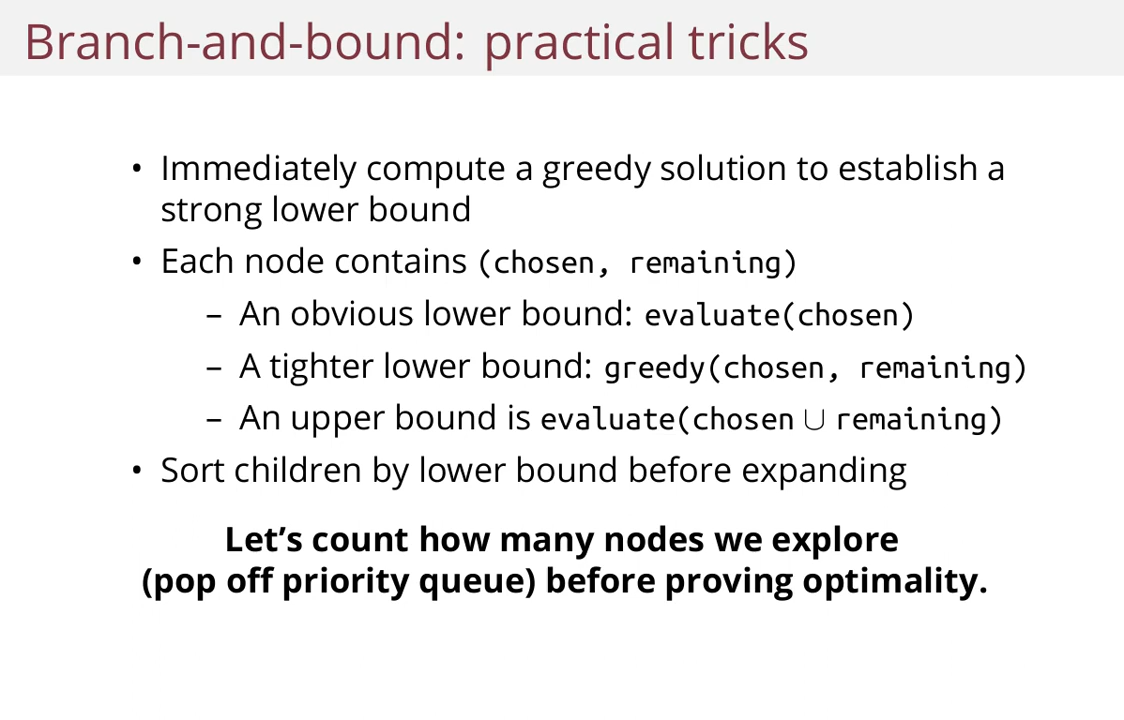 Branch-and-bound: practical tricks
• Immediately compute a greedy solution to establish a
strong lower bound
• Each node contains (chosen, remaining)
– An obvious lower bound: evaluate(chosen)
– A tighter lower bound: greedy(chosen, remaining)
– An upper bound is evaluate(chosen ∪ remaining)
• Sort children by lower bound before expanding
Let’s count how many nodes we explore
(pop off priority queue) before proving optimality.